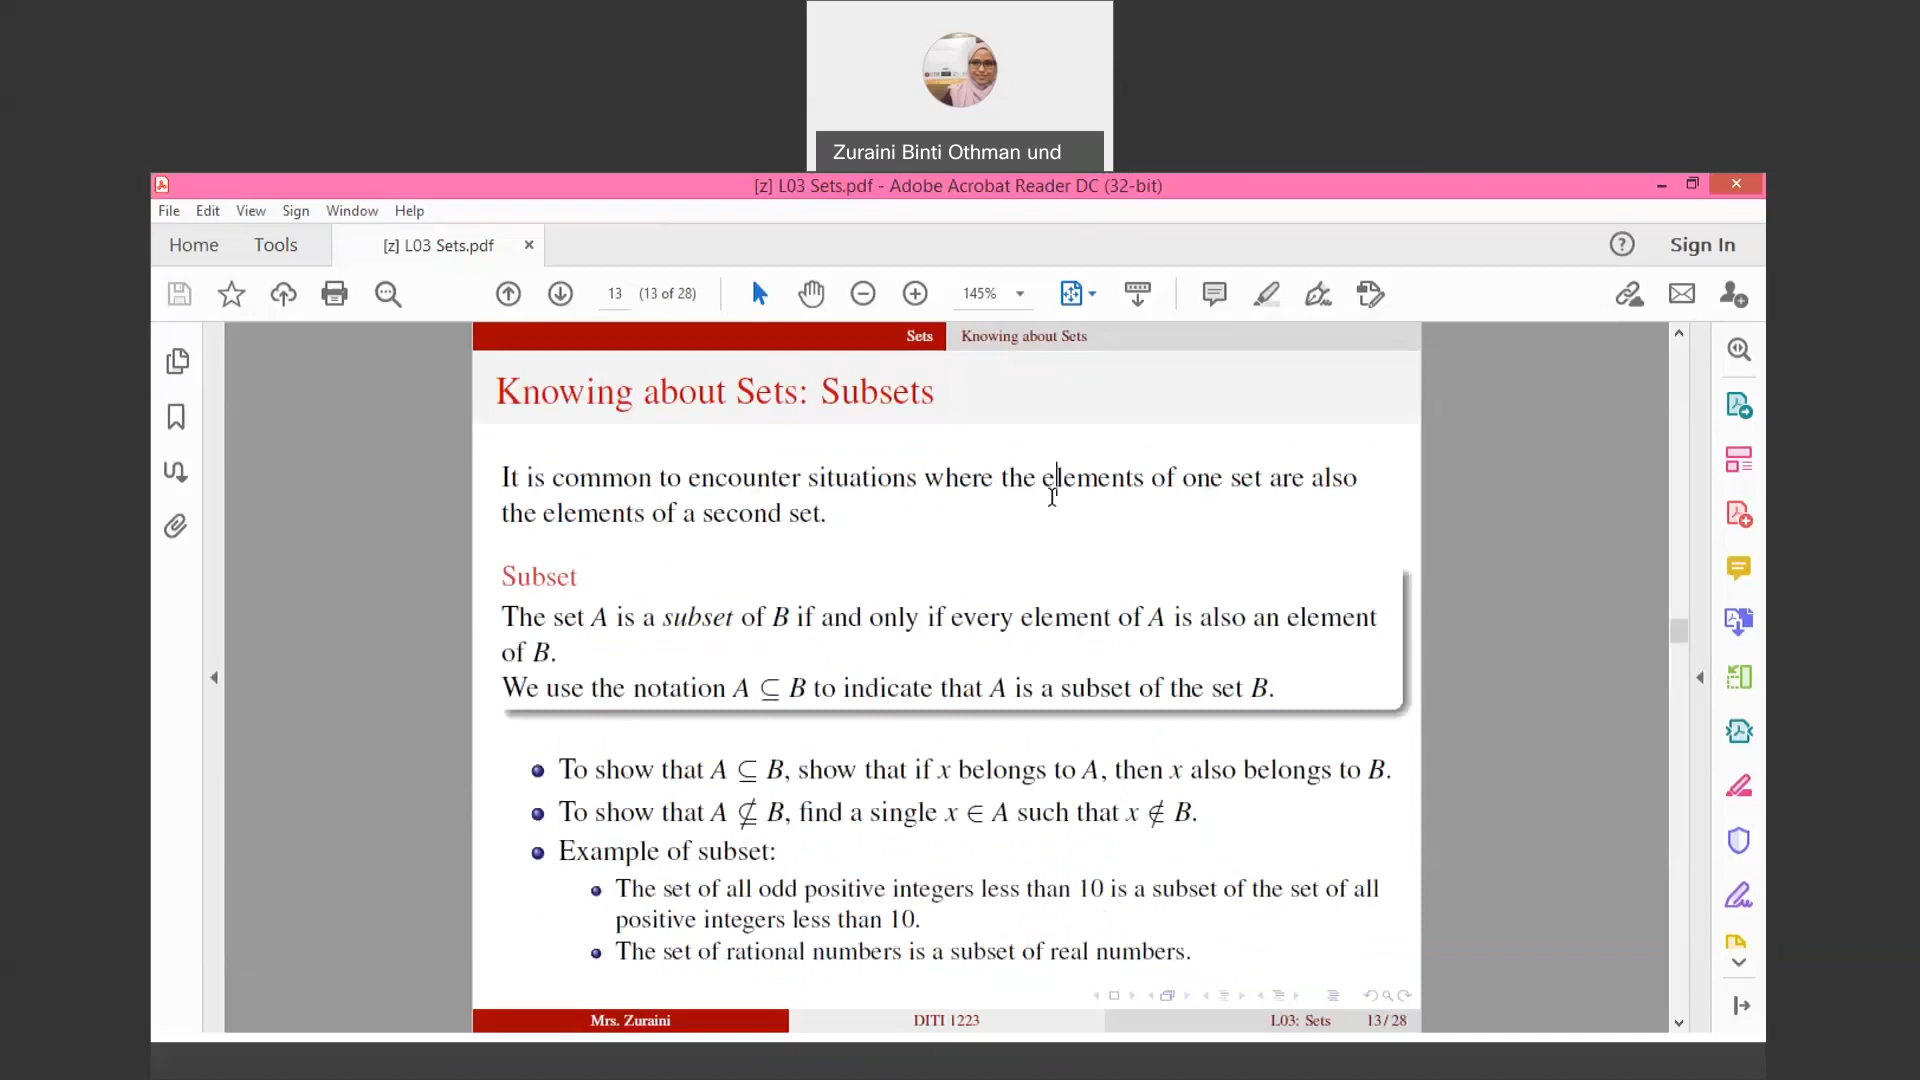 Zuraini Binti Othman und
[z] L03 Sets.pdf - Adobe Acrobat Reader DC (32-bit)
File Edit View Sign Window Help
Home Tools [z] L03 Sets.pdf × Sign In
13 (13 of 28) 145%
Sets Knowing about Sets
Knowing about Sets: Subsets
It is common to encounter situations where the elements of one set are also
the elements of a second set.
Subset
The set A is a subset of B if and only if every element of A is also an element
of B.
We use the notation A ⊆ B to indicate that A is a subset of the set B.
To show that A ⊆ B, show that if x belongs to A, then x also belongs to B.
To show that A ⊈ B, find a single x ∈ A such that x ∉ B.
Example of subset:
The set of all odd positive integers less than 10 is a subset of the set of all
positive integers less than 10.
The set of rational numbers is a subset of real numbers.
Mrs. Zuraini DITI 1223 L03: Sets 13/28